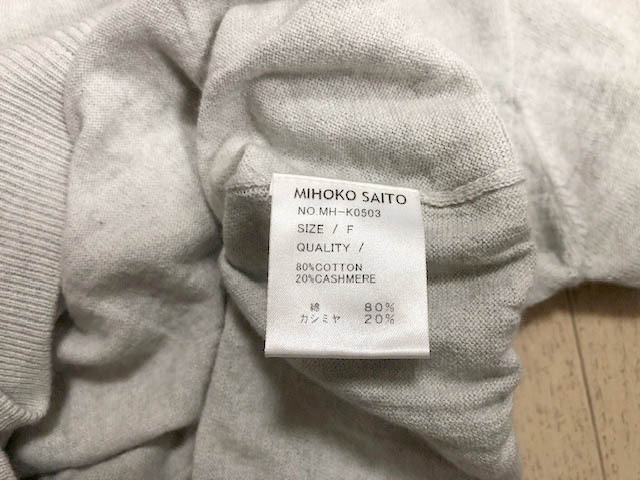 MIHOKO SAITO
NO.MH-K0503
SIZE / F
QUALITY /
80%COTTON
20%CASHMERE
綿 80%
カシミヤ 20%